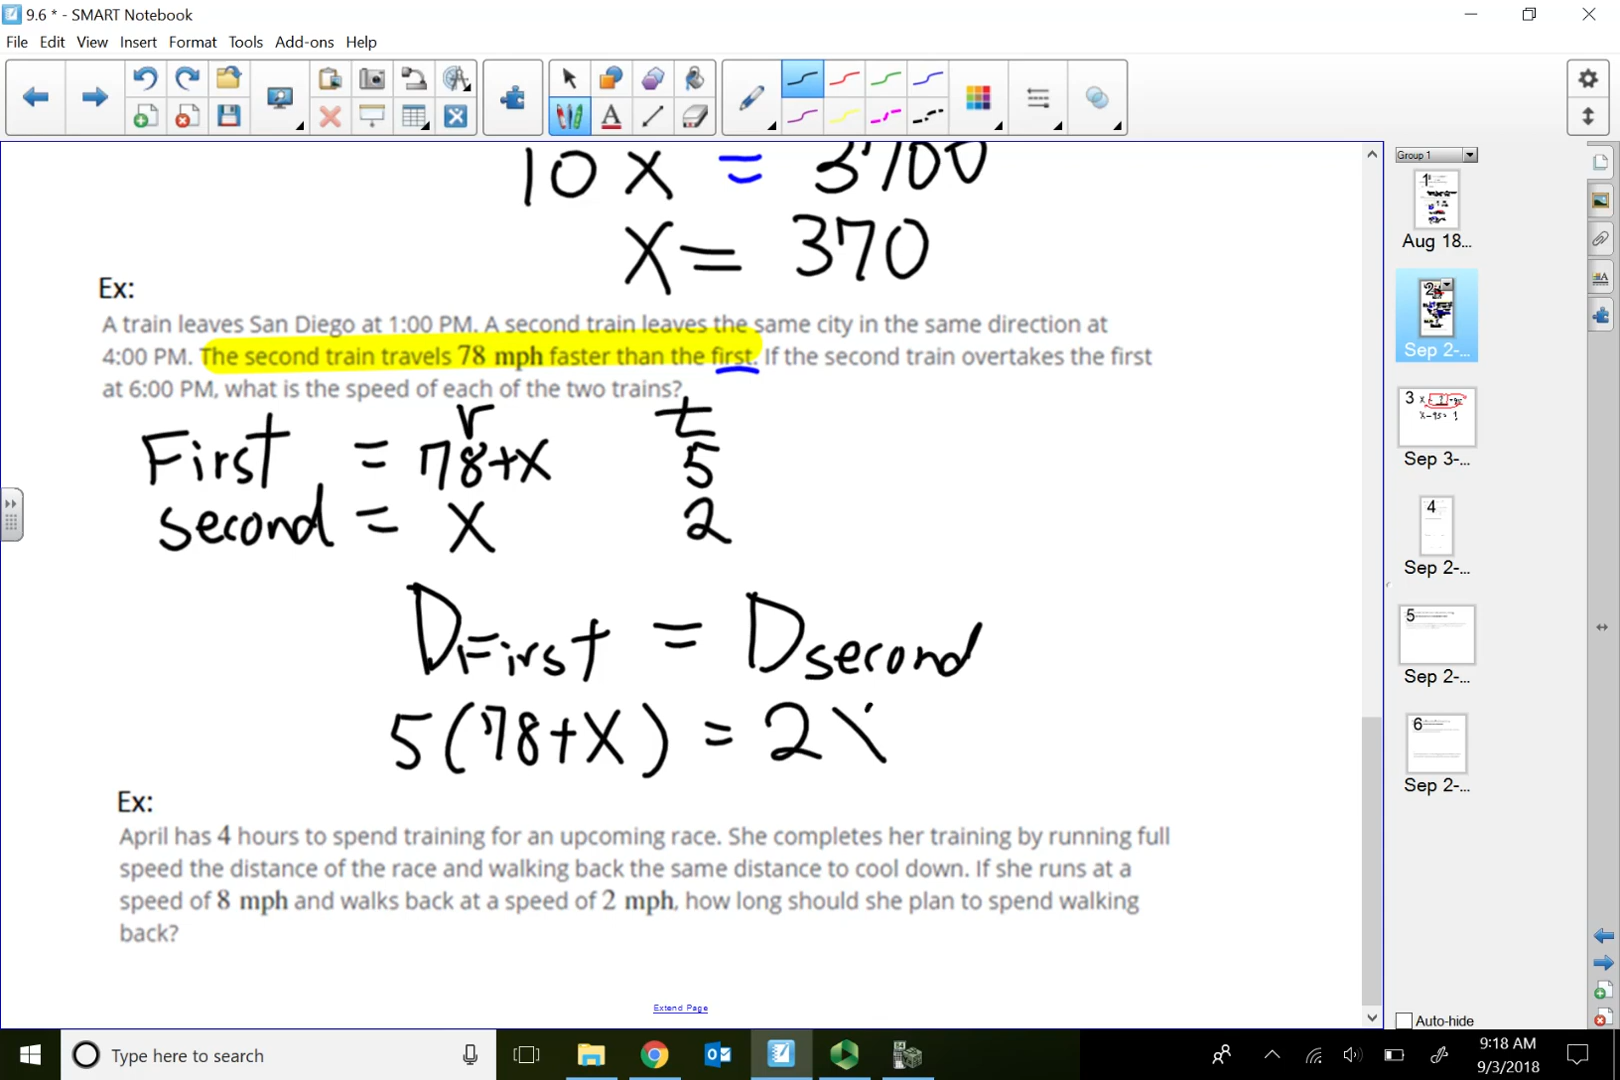 9.6 * - SMART Notebook
File Edit View Insert Format Tools Add-ons Help
10 X = 3700
X = 370
Ex:
A train leaves San Diego at 1:00 PM. A second train leaves the same city in the same direction at
4:00 PM. The second train travels 78 mph faster than the first. If the second train overtakes the first
at 6:00 PM, what is the speed of each of the two trains?
r t
First = 78+X 5
second = X 2
DFirst = Dsecond
5(78+X) = 2X
Ex:
April has 4 hours to spend training for an upcoming race. She completes her training by running full
speed the distance of the race and walking back the same distance to cool down. If she runs at a
speed of 8 mph and walks back at a speed of 2 mph, how long should she plan to spend walking
back?
Extend Page
Group 1
1
Aug 18...
2
Sep 2-...
3
Sep 3-...
4
Sep 2-...
5
Sep 2-...
6
Sep 2-...
Auto-hide
Type here to search
9:18 AM
9/3/2018